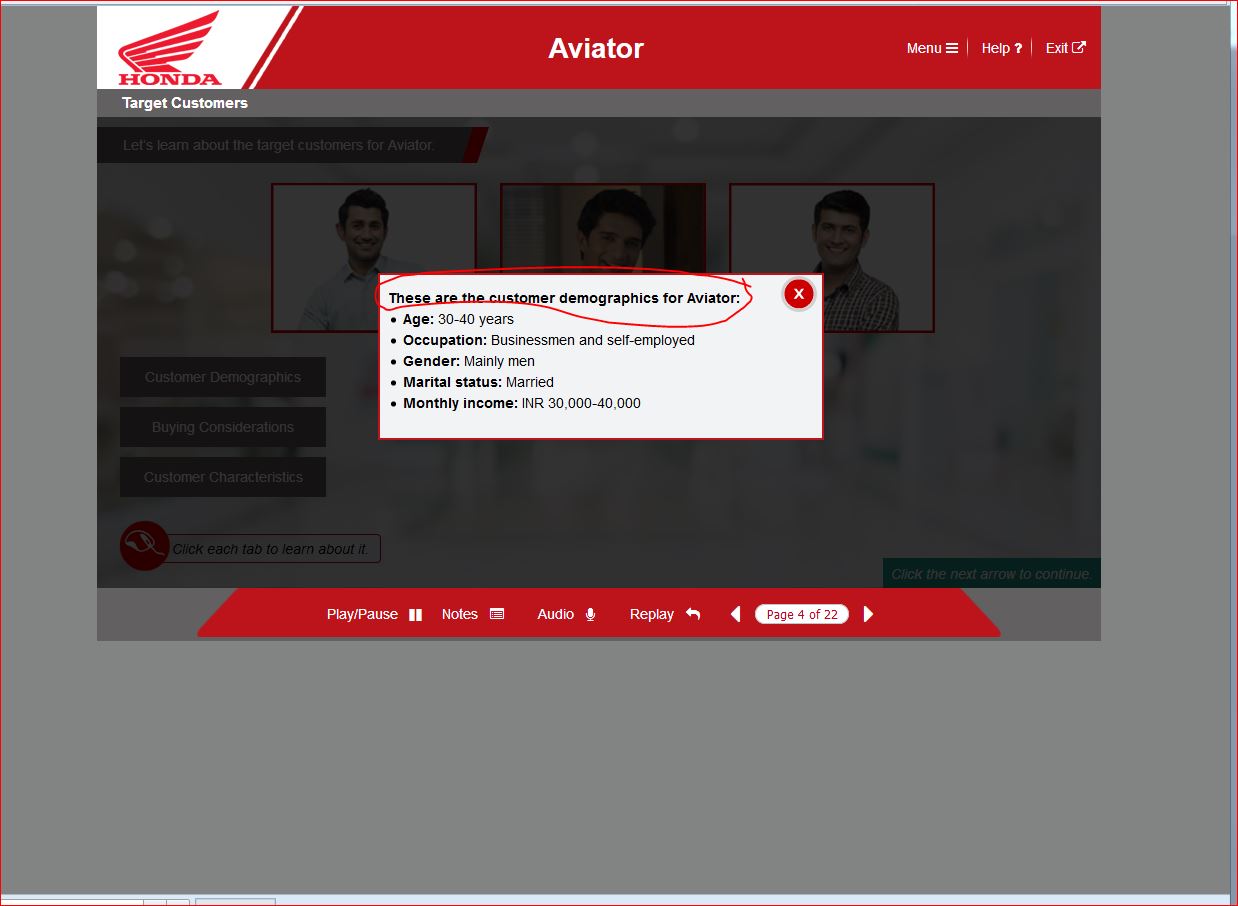 HONDA
Aviator
Menu
Help ?
Exit
Target Customers
Let's learn about the target customers for Aviator.
These are the customer demographics for Aviator:
X
• Age: 30-40 years
• Occupation: Businessmen and self-employed
• Gender: Mainly men
• Marital status: Married
• Monthly income: INR 30,000-40,000
Customer Demographics
Buying Considerations
Customer Characteristics
Click each tab to learn about it.
Click the next arrow to continue.
Play/Pause
Notes
Audio
Replay
Page 4 of 22